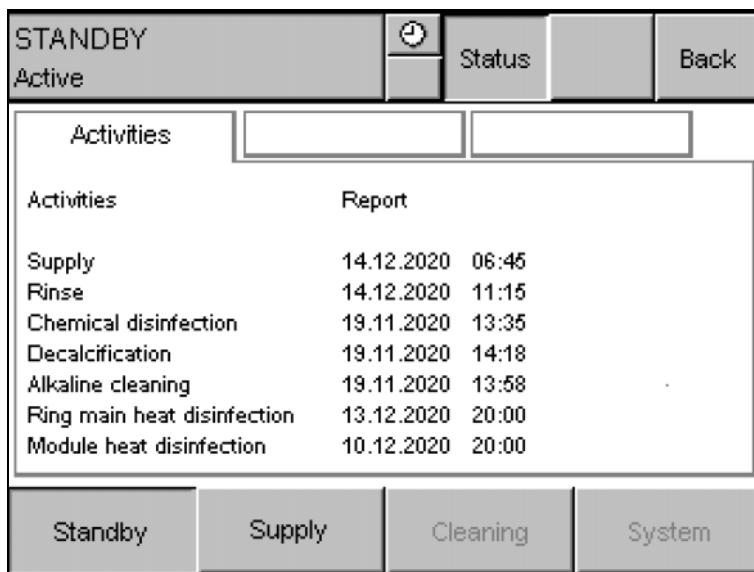 STANDBY
Active
Status
Back
Activities
Activities Report
Supply 14.12.2020 06:45
Rinse 14.12.2020 11:15
Chemical disinfection 19.11.2020 13:35
Decalcification 19.11.2020 14:18
Alkaline cleaning 19.11.2020 13:58
Ring main heat disinfection 13.12.2020 20:00
Module heat disinfection 10.12.2020 20:00
Standby Supply Cleaning System